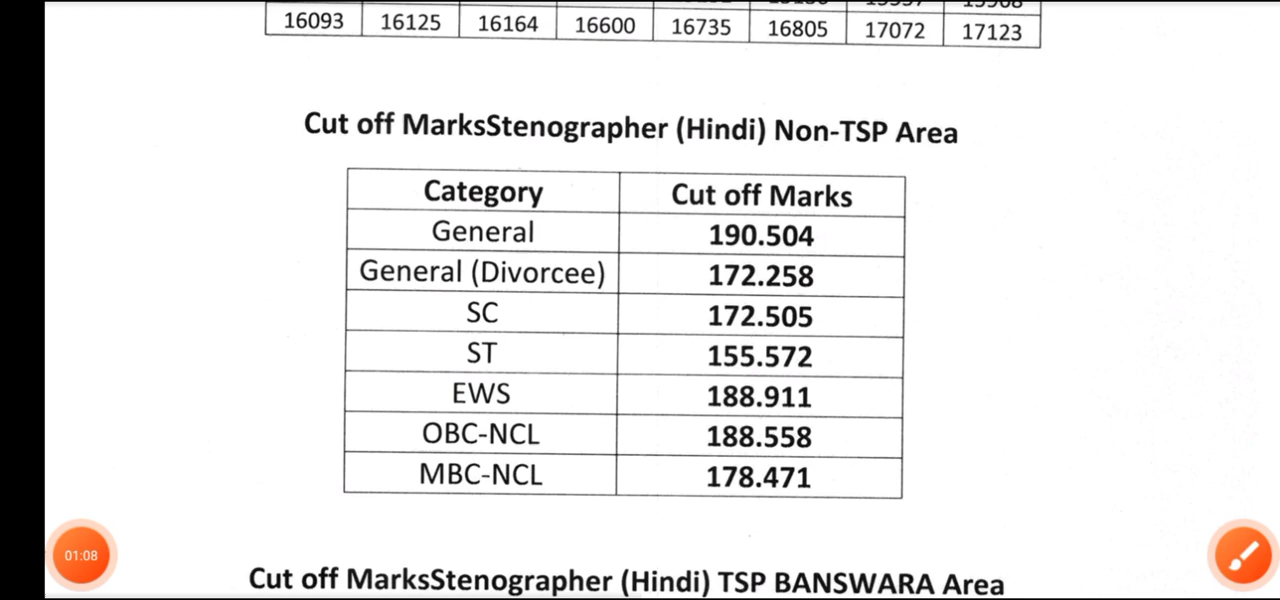 16093 16125 16164 16600 16735 16805 17072 17123
Cut off MarksStenographer (Hindi) Non-TSP Area
Category Cut off Marks
General 190.504
General (Divorcee) 172.258
SC 172.505
ST 155.572
EWS 188.911
OBC-NCL 188.558
MBC-NCL 178.471
01:08
Cut off MarksStenographer (Hindi) TSP BANSWARA Area